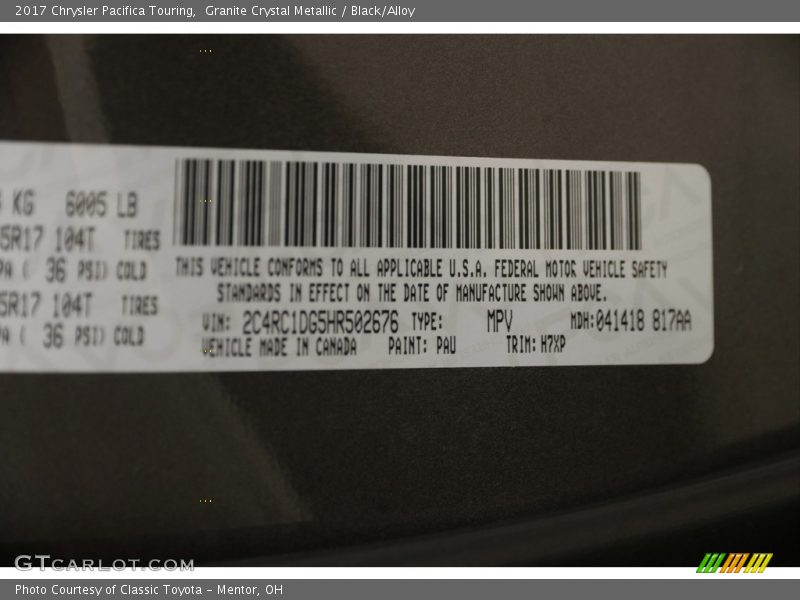 2017 Chrysler Pacifica Touring, Granite Crystal Metallic / Black/Alloy
KG 6005 LB
5R17 104T TIRES
PA ( 36 PSI) COLD
5R17 104T TIRES
PA ( 36 PSI) COLD
THIS VEHICLE CONFORMS TO ALL APPLICABLE U.S.A. FEDERAL MOTOR VEHICLE SAFETY
STANDARDS IN EFFECT ON THE DATE OF MANUFACTURE SHOWN ABOVE.
VIN: 2C4RC1DG5HR502676 TYPE: MPV MDH:041418 817AA
VEHICLE MADE IN CANADA PAINT: PAU TRIM: H7XP
GTCARLOT.COM
Photo Courtesy of Classic Toyota - Mentor, OH